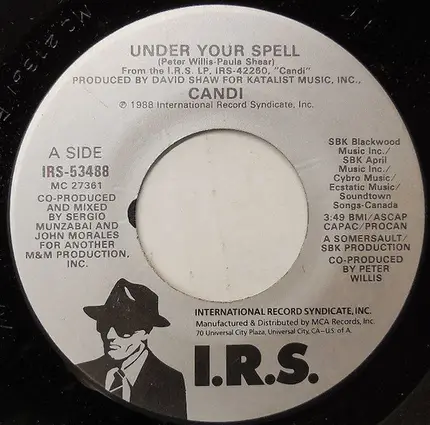 UNDER YOUR SPELL
(Peter Willis-Paula Shear)
From the I.R.S. LP, IRS-42280, "Candi"
PRODUCED BY DAVID SHAW FOR KATALIST MUSIC, INC.,
CANDI
℗ 1988 International Record Syndicate, Inc.
A SIDE
IRS-53488
MC 27361
CO-PRODUCED
AND MIXED
BY SERGIO
MUNZABAI AND
JOHN MORALES
FOR ANOTHER
M&M PRODUCTION,
INC.
SBK Blackwood
Music Inc./
SBK April
Music Inc./
Cybro Music/
Ecstatic Music/
Soundtown
Songs-Canada
3:49 BMI/ASCAP
CAPAC/PROCAN
A SOMERSAULT/
SBK PRODUCTION
CO-PRODUCED
BY PETER
WILLIS
INTERNATIONAL RECORD SYNDICATE, INC.
Manufactured & Distributed by MCA Records, Inc.
70 Universal City Plaza, Universal City, CA-U.S. of A.
I.R.S.